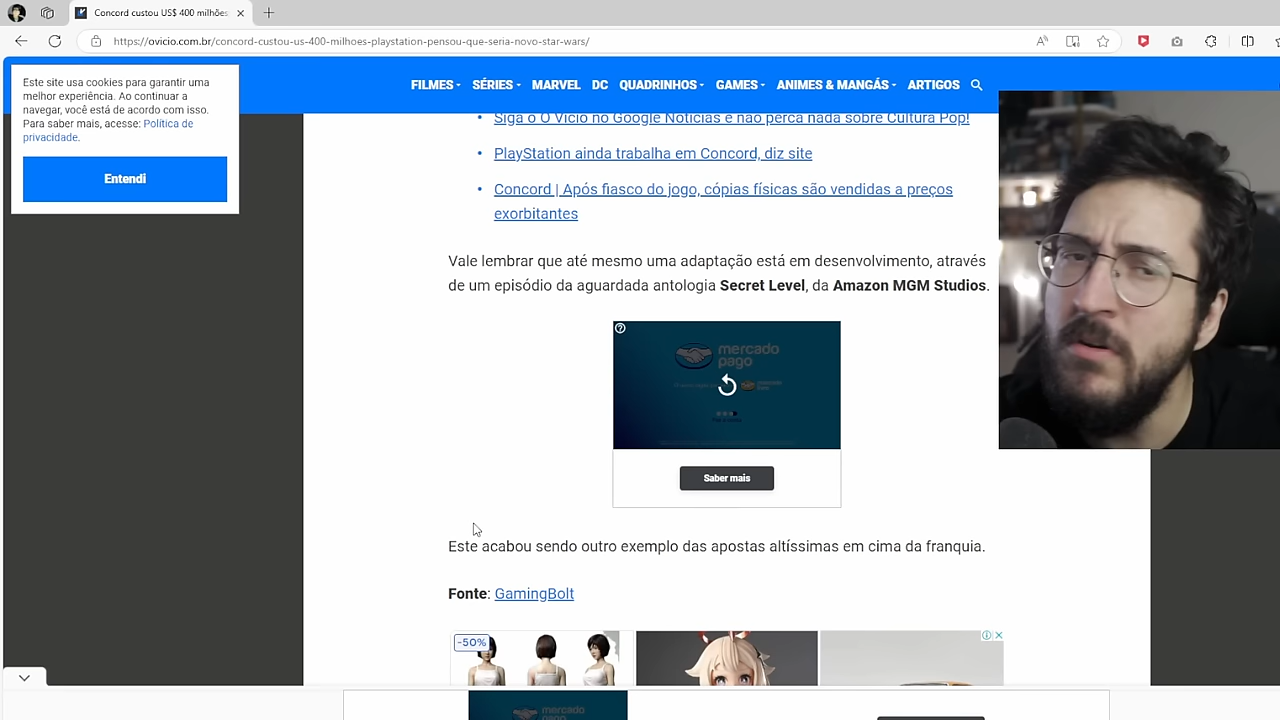 Concord custou US$ 400 milhões
https://ovicio.com.br/concord-custou-us-400-milhoes-playstation-pensou-que-seria-novo-star-wars/
Este site usa cookies para garantir uma
melhor experiência. Ao continuar a
navegar, você está de acordo com isso.
Para saber mais, acesse: Política de
privacidade.
Entendi
FILMES SÉRIES MARVEL DC QUADRINHOS GAMES ANIMES & MANGÁS ARTIGOS
• Siga o O Vício no Google Notícias e não perca nada sobre Cultura Pop!
• PlayStation ainda trabalha em Concord, diz site
• Concord | Após fiasco do jogo, cópias físicas são vendidas a preços
exorbitantes
Vale lembrar que até mesmo uma adaptação está em desenvolvimento, através
de um episódio da aguardada antologia Secret Level, da Amazon MGM Studios.
mercado
pago
Saber mais
Este acabou sendo outro exemplo das apostas altíssimas em cima da franquia.
Fonte: GamingBolt
-50%
mercado